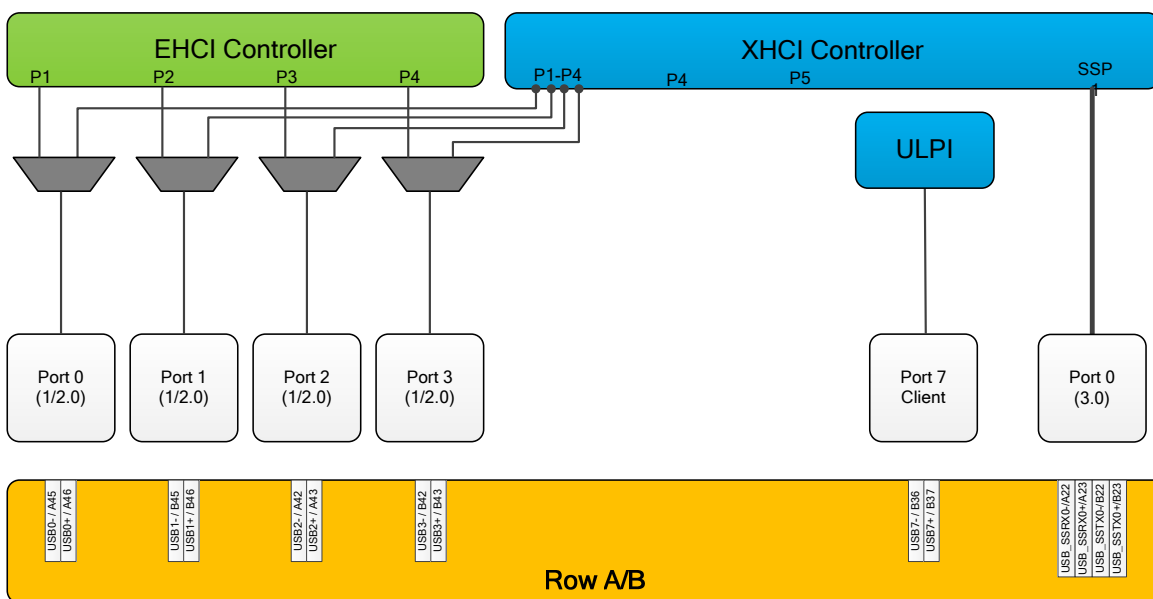 EHCI Controller
XHCI Controller
P1
P2
P3
P4
P1-P4
P4
P5
SSP
1
ULPI
Port 0
(1/2.0)
Port 1
(1/2.0)
Port 2
(1/2.0)
Port 3
(1/2.0)
Port 7
Client
Port 0
(3.0)
USB0- / A45
USB0+ / A46
USB1- / B45
USB1+ / B46
USB2- / A42
USB2+ / A43
USB3- / B42
USB3+ / B43
USB7- / B36
USB7+ / B37
USB_SSRX0-/A22
USB_SSRX0+/A23
USB_SSTX0-/B22
USB_SSTX0+/B23
Row A/B